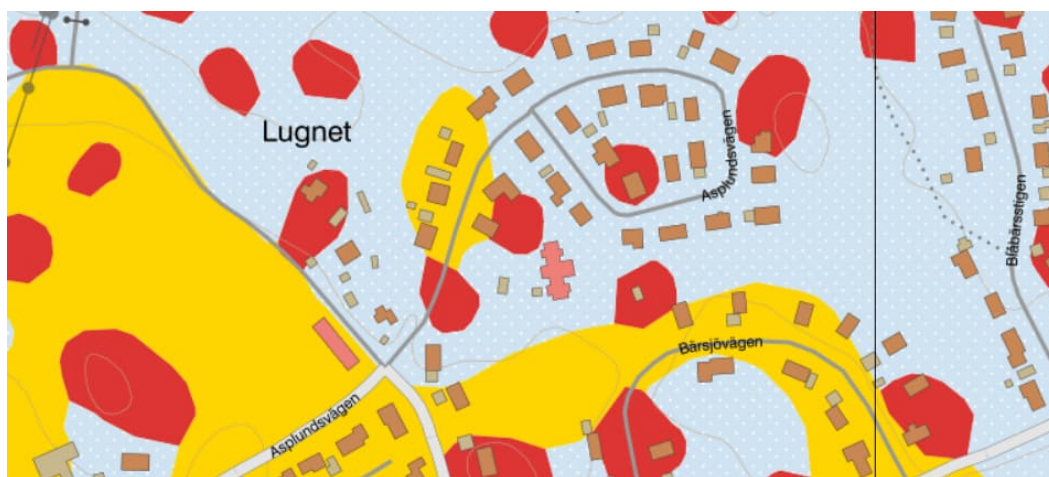 Lugnet
Asplundsvägen
Blåbärsstigen
Bärsjövägen
Asplundsvägen